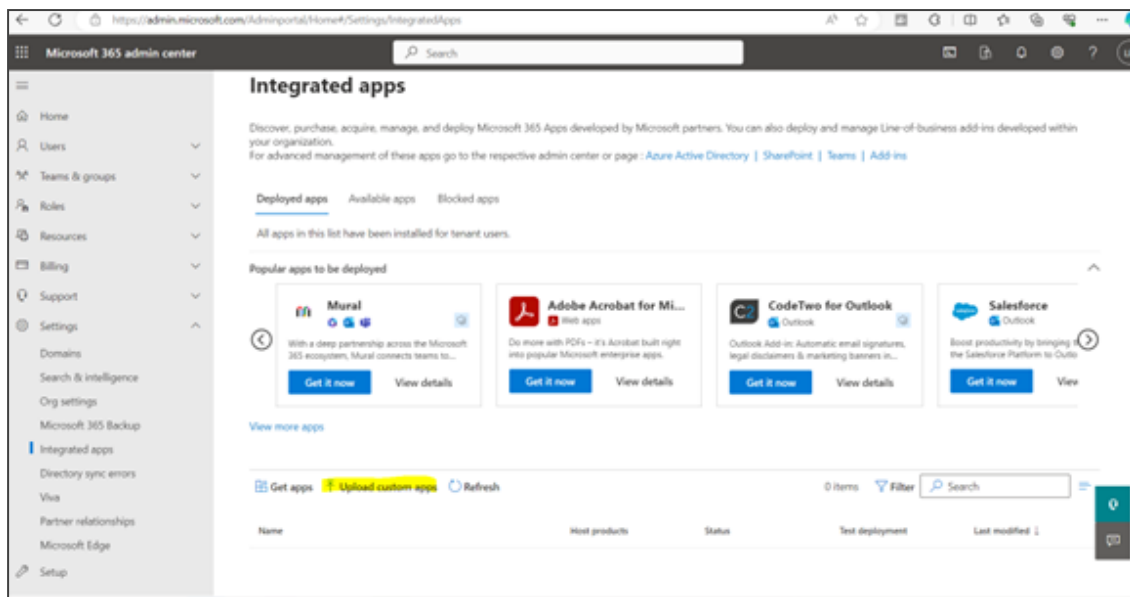 https://admin.microsoft.com/Adminportal/Home#/Settings/IntegratedApps
Microsoft 365 admin center
Search
Home
Users
Teams & groups
Roles
Resources
Billing
Support
Settings
Domains
Search & intelligence
Org settings
Microsoft 365 Backup
Integrated apps
Directory sync errors
Viva
Partner relationships
Microsoft Edge
Setup
Integrated apps
Discover, purchase, acquire, manage, and deploy Microsoft 365 Apps developed by Microsoft partners. You can also deploy and manage Line-of-business add-ins developed within
your organization.
For advanced management of these apps go to the respective admin center or page : Azure Active Directory | SharePoint | Teams | Add-ins
Deployed apps Available apps Blocked apps
All apps in this list have been installed for tenant users.
Popular apps to be deployed
Mural
With a deep partnership across the Microsoft
365 ecosystem, Mural connects teams to...
Get it now View details
Adobe Acrobat for Mi...
Web apps
Do more with PDFs – it's Acrobat built right
into popular Microsoft enterprise apps.
Get it now View details
C2
CodeTwo for Outlook
Outlook
Outlook Add-in: Automatic email signatures,
legal disclaimers & marketing banners in...
Get it now View details
Salesforce
Outlook
Boost productivity by bringing
the Salesforce Platform to Outlo
Get it now View
View more apps
Get apps Upload custom apps Refresh 0 items Filter Search
Name Host products Status Test deployment Last modified ↓